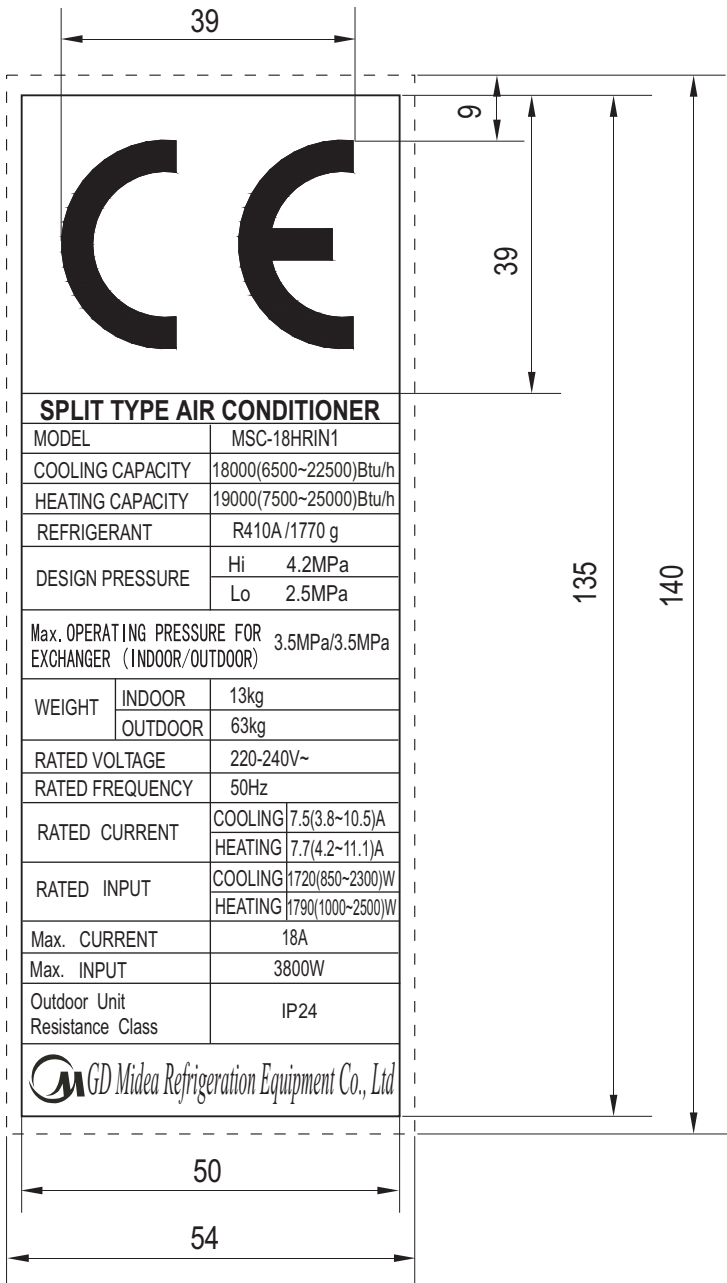 39
9
CE
39
135
140
SPLIT TYPE AIR CONDITIONER
MODEL MSC-18HRIN1
COOLING CAPACITY 18000(6500~22500)Btu/h
HEATING CAPACITY 19000(7500~25000)Btu/h
REFRIGERANT R410A /1770 g
DESIGN PRESSURE
Hi 4.2MPa
Lo 2.5MPa
Max. OPERATING PRESSURE FOR
EXCHANGER (INDOOR/OUTDOOR)
3.5MPa/3.5MPa
WEIGHT
INDOOR 13kg
OUTDOOR 63kg
RATED VOLTAGE 220-240V~
RATED FREQUENCY 50Hz
RATED CURRENT
COOLING 7.5(3.8~10.5)A
HEATING 7.7(4.2~11.1)A
RATED INPUT
COOLING 1720(850~2300)W
HEATING 1790(1000~2500)W
Max. CURRENT 18A
Max. INPUT 3800W
Outdoor Unit
Resistance Class
IP24
GD Midea Refrigeration Equipment Co., Ltd
50
54